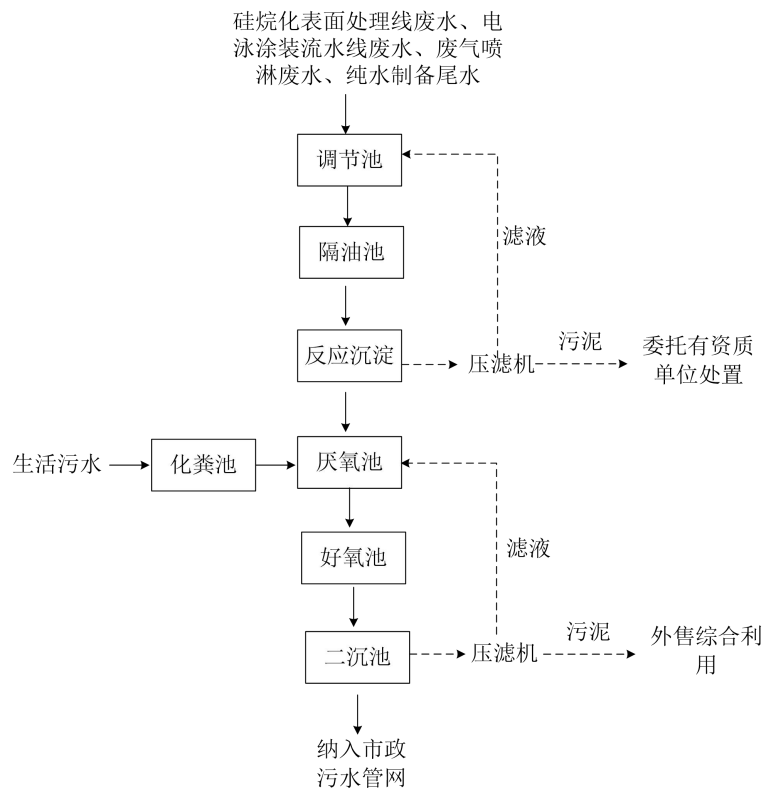 硅烷化表面处理线废水、电
泳涂装流水线废水、废气喷
淋废水、纯水制备尾水
调节池
滤液
隔油池
反应沉淀
压滤机
污泥
委托有资质
单位处置
生活污水
化粪池
厌氧池
滤液
好氧池
二沉池
压滤机
污泥
外售综合利
用
纳入市政
污水管网